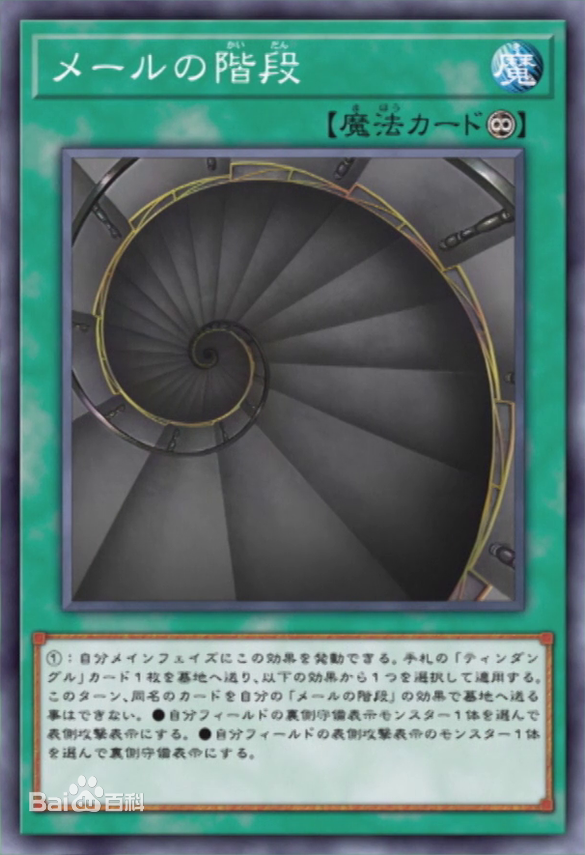 メールの階段
魔
【魔法カード】
①：自分メインフェイズにこの効果を発動できる。手札の「ティンダン
グル」カード１枚を墓地へ送り、以下の効果から１つを選択して適用する。
このターン、同名のカードを自分の「メールの階段」の効果で墓地へ送る
事はできない。●自分フィールドの裏側守備表示モンスター１体を選んで
表側攻撃表示にする。●自分フィールドの表側攻撃表示のモンスター１体
を選んで裏側守備表示にする。
Bai百科